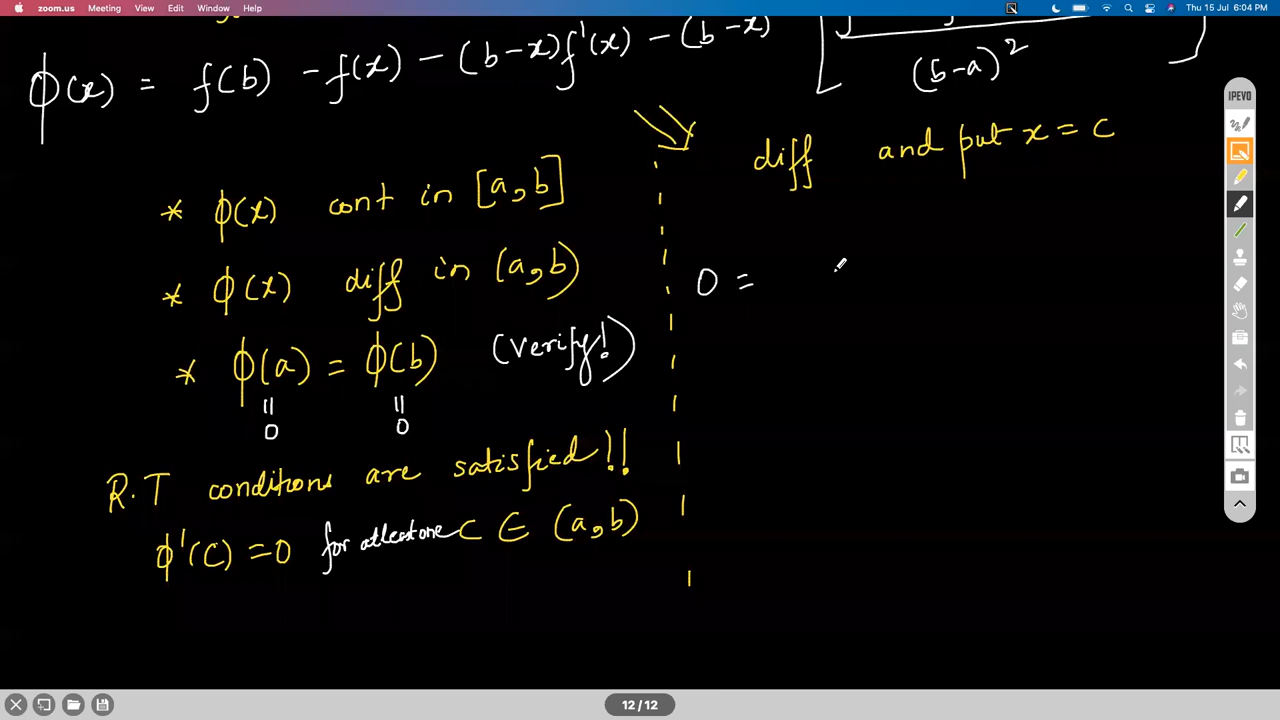 zoom.us Meeting View Edit Window Help Thu 15 Jul 6:04 PM
ϕ(x) = f(b) - f(x) - (b-x)f'(x) - (b-x) [ (b-a)² ]
IPEVO
diff and put x = c
* ϕ(x) cont in [a,b]
* ϕ(x) diff in (a,b)
0 =
* ϕ(a) = ϕ(b) (Verify!)
॥ ॥
0 0
R.T conditions are satisfied!!
ϕ'(c) = 0 for atleast one c ∈ (a,b)
12 / 12